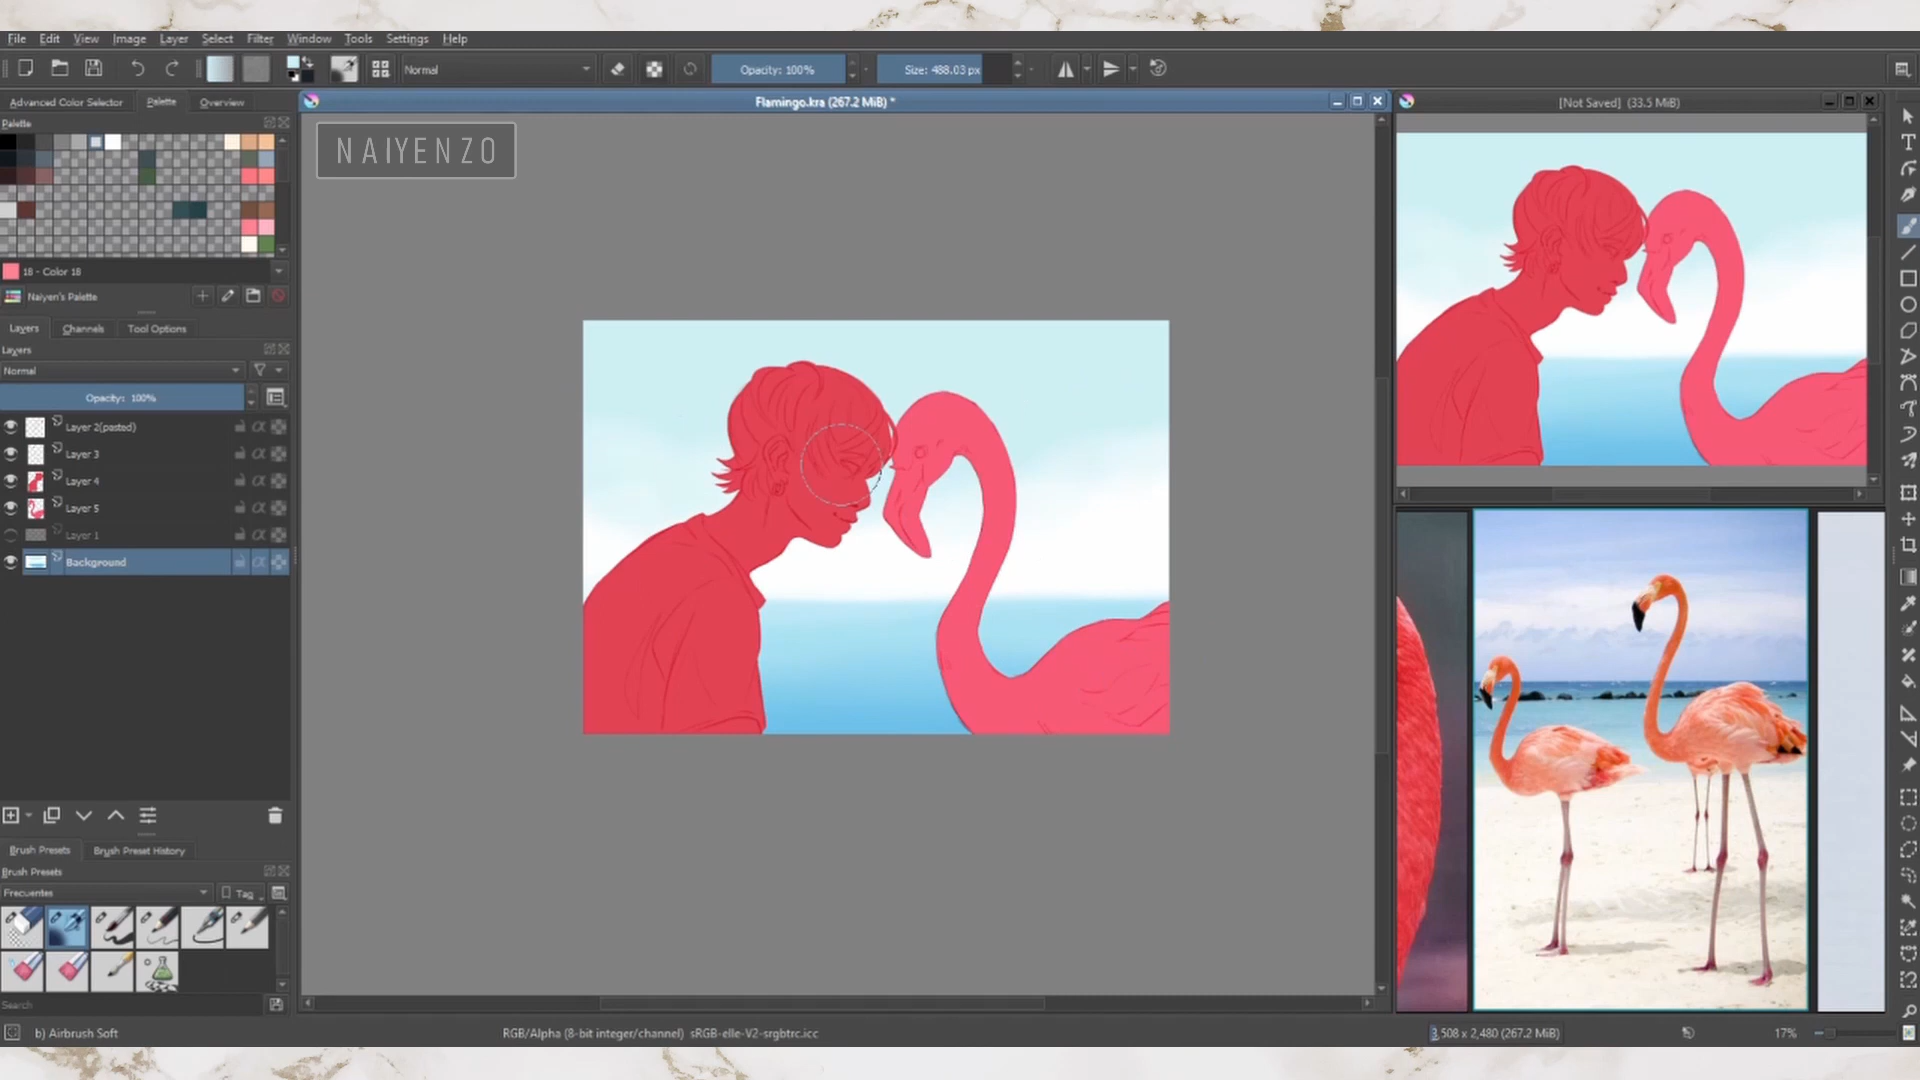 File Edit View Image Layer Select Filter Window Tools Settings Help
Normal
Opacity: 100%
Size: 488.03 px
Advanced Color Selector Palette Overview
Flamingo.kra (267.2 MiB) *
[Not Saved] (33.5 MiB)
Palette
NAIYENZO
18 - Color 18
Naiyen's Palette
Layers Channels Tool Options
Layers
Normal
Opacity: 100%
Layer 2(pasted)
Layer 3
Layer 4
Layer 5
Layer 1
Background
Brush Presets Brush Preset History
Brush Presets
Frecuentes
Tag
Search
b) Airbrush Soft
RGB/Alpha (8-bit integer/channel) sRGB-elle-V2-srgbtrc.icc
3,508 x 2,480 (267.2 MiB)
17%